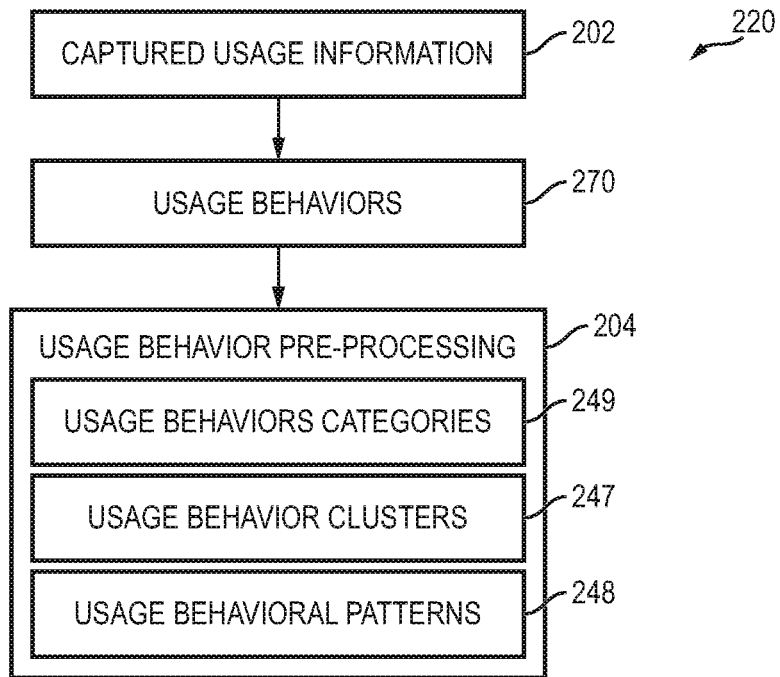 220
CAPTURED USAGE INFORMATION
202
USAGE BEHAVIORS
270
USAGE BEHAVIOR PRE-PROCESSING
204
USAGE BEHAVIORS CATEGORIES
249
USAGE BEHAVIOR CLUSTERS
247
USAGE BEHAVIORAL PATTERNS
248